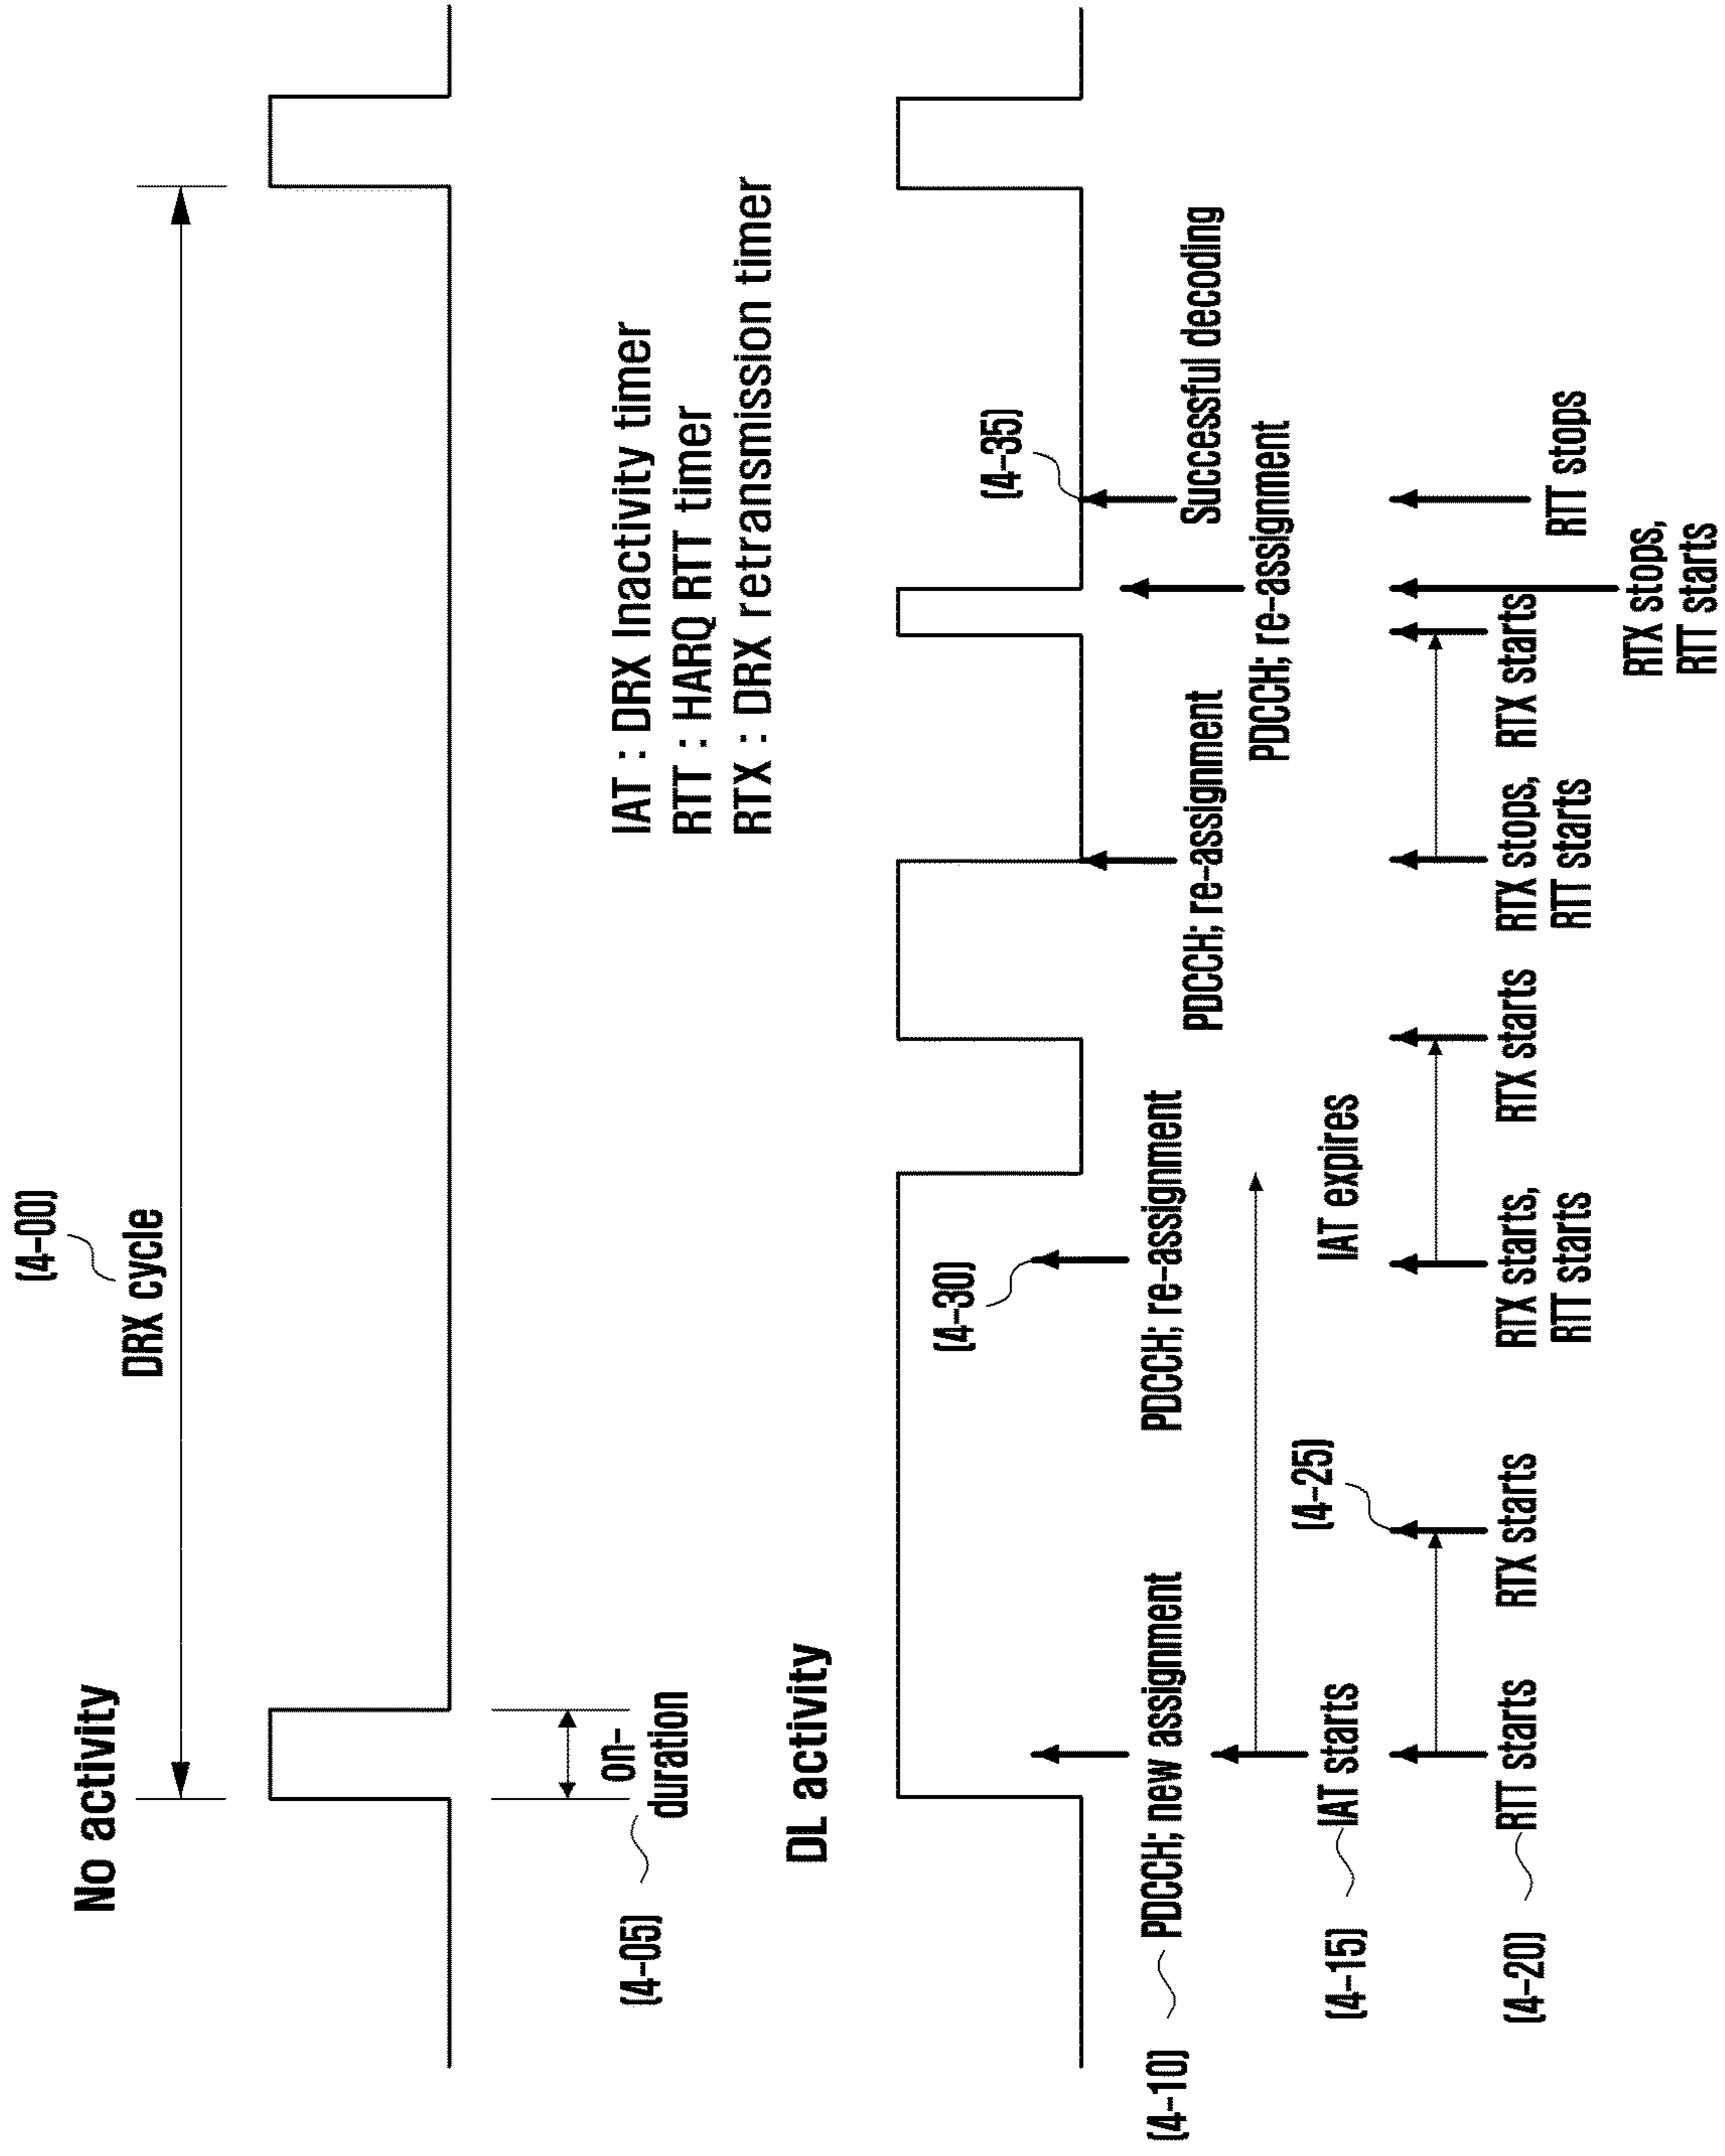 No activity
(4-00)
DRX cycle
(4-05)
on-
duration
IAT : DRX Inactivity timer
RTT : HARQ RTT timer
RTX : DRX retransmission timer
DL activity
(4-30)
(4-35)
(4-10)
PDCCH; new assignment
PDCCH; re-assignment
PDCCH; re-assignment
Successful decoding
PDCCH; re-assignment
(4-15)
IAT starts
(4-25)
IAT expires
(4-20)
RTT starts
RTX starts
RTX starts,
RTT starts
RTX starts
RTX stops,
RTT starts
RTX starts
RTT stops
RTX stops,
RTT starts